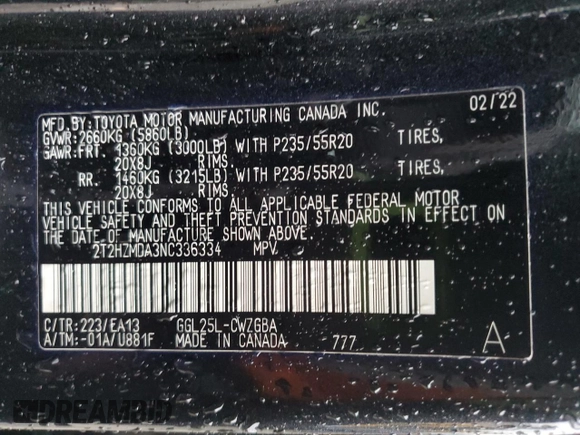 MFD.BY:TOYOTA MOTOR MANUFACTURING CANADA INC. 02/22
GVWR:2660KG (5860LB)
GAWR:FRT. 1360KG (3000LB) WITH P235/55R20 TIRES,
20X8J RIMS.
RR. 1460KG (3215LB) WITH P235/55R20 TIRES,
20X8J RIMS.
THIS VEHICLE CONFORMS TO ALL APPLICABLE FEDERAL MOTOR
VEHICLE SAFETY AND THEFT PREVENTION STANDARDS IN EFFECT ON
THE DATE OF MANUFACTURE SHOWN ABOVE.
2T2HZMDA3NC336334 MPV
C/TR:223/EA13 GGL25L-CWZGBA
A/TM:-01A/U881F MADE IN CANADA 777 A
DREAMBID